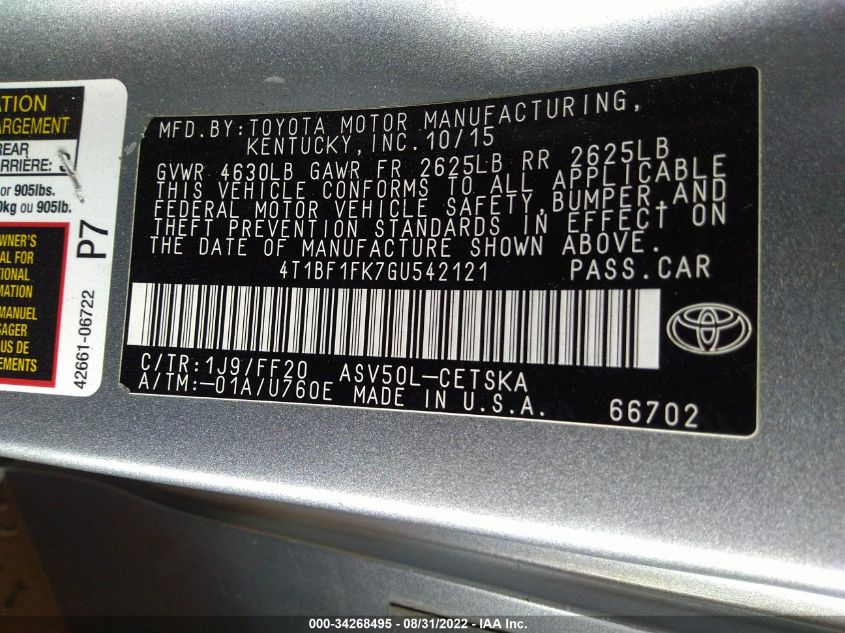 ATION
ARGEMENT
REAR
ARRIÈRE:
or 905lbs.
0kg ou 905lb.
WNER'S
AL FOR
TIONAL
MATION
MANUEL
SAGER
US DE
EMENTS
P7
42661-06722
MFD.BY:TOYOTA MOTOR MANUFACTURING,
KENTUCKY,INC.10/15
GVWR 4630LB GAWR FR 2625LB RR 2625LB
THIS VEHICLE CONFORMS TO ALL APPLICABLE
FEDERAL MOTOR VEHICLE SAFETY,BUMPER,AND
THEFT PREVENTION STANDARDS IN EFFECT ON
THE DATE OF MANUFACTURE SHOWN ABOVE.
4T1BF1FK7GU542121 PASS.CAR
C/TR:1J9/FF20 ASV50L-CETSKA
A/TM:-01A/U760E MADE IN U.S.A. 66702
000-34268495 - 08/31/2022 - IAA Inc.